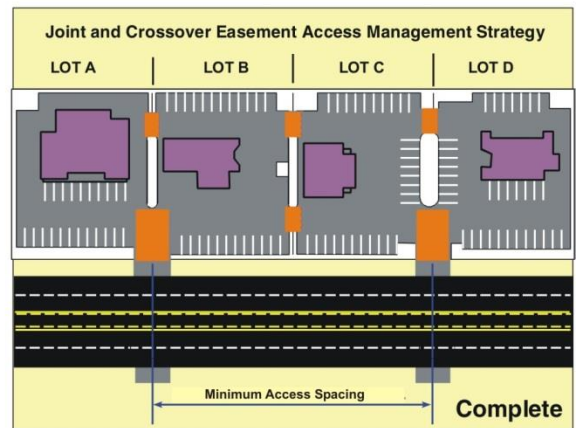 Joint and Crossover Easement Access Management Strategy
LOT A LOT B LOT C LOT D
Minimum Access Spacing
Complete